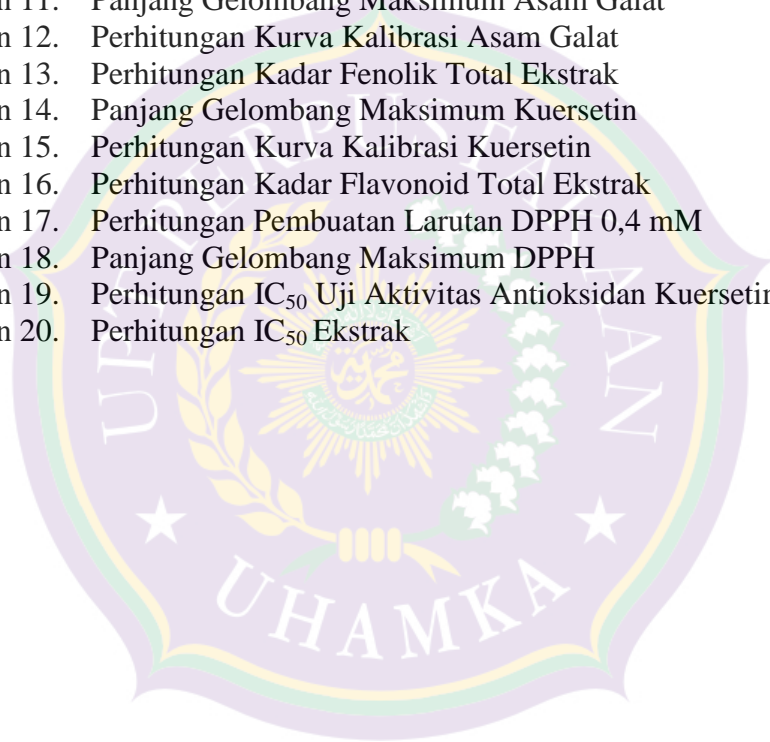 n 11. Panjang Gelombang Maksimum Asam Galat
n 12. Perhitungan Kurva Kalibrasi Asam Galat
n 13. Perhitungan Kadar Fenolik Total Ekstrak
n 14. Panjang Gelombang Maksimum Kuersetin
n 15. Perhitungan Kurva Kalibrasi Kuersetin
n 16. Perhitungan Kadar Flavonoid Total Ekstrak
n 17. Perhitungan Pembuatan Larutan DPPH 0,4 mM
n 18. Panjang Gelombang Maksimum DPPH
n 19. Perhitungan IC₅₀ Uji Aktivitas Antioksidan Kuersetin
n 20. Perhitungan IC₅₀ Ekstrak
UPT PERPUSTAKAAN
UHAMKA